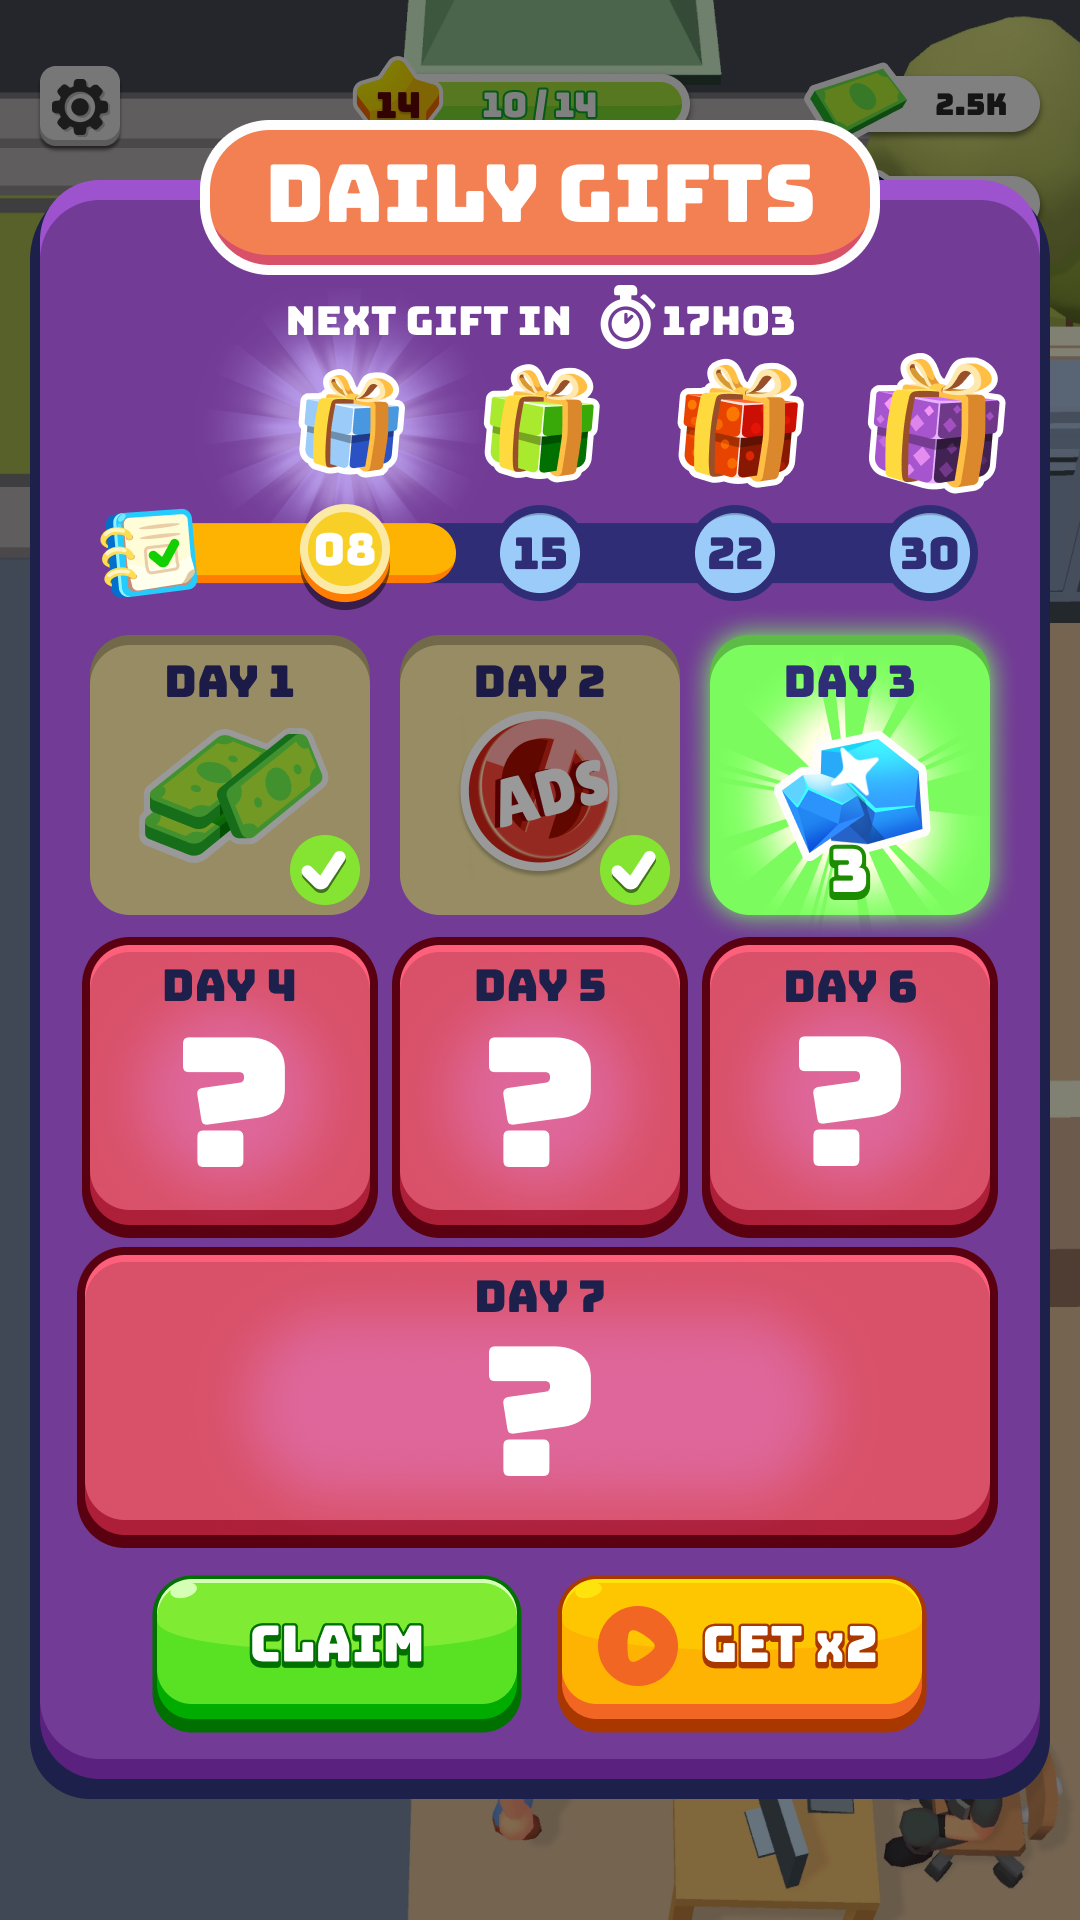 14
10/14
2.5K
DAILY GIFTS
NEXT GIFT IN 17H03
08 15 22 30
DAY 1 DAY 2 DAY 3
ADS
3
DAY 4 DAY 5 DAY 6
? ? ?
DAY 7
?
CLAIM GET x2